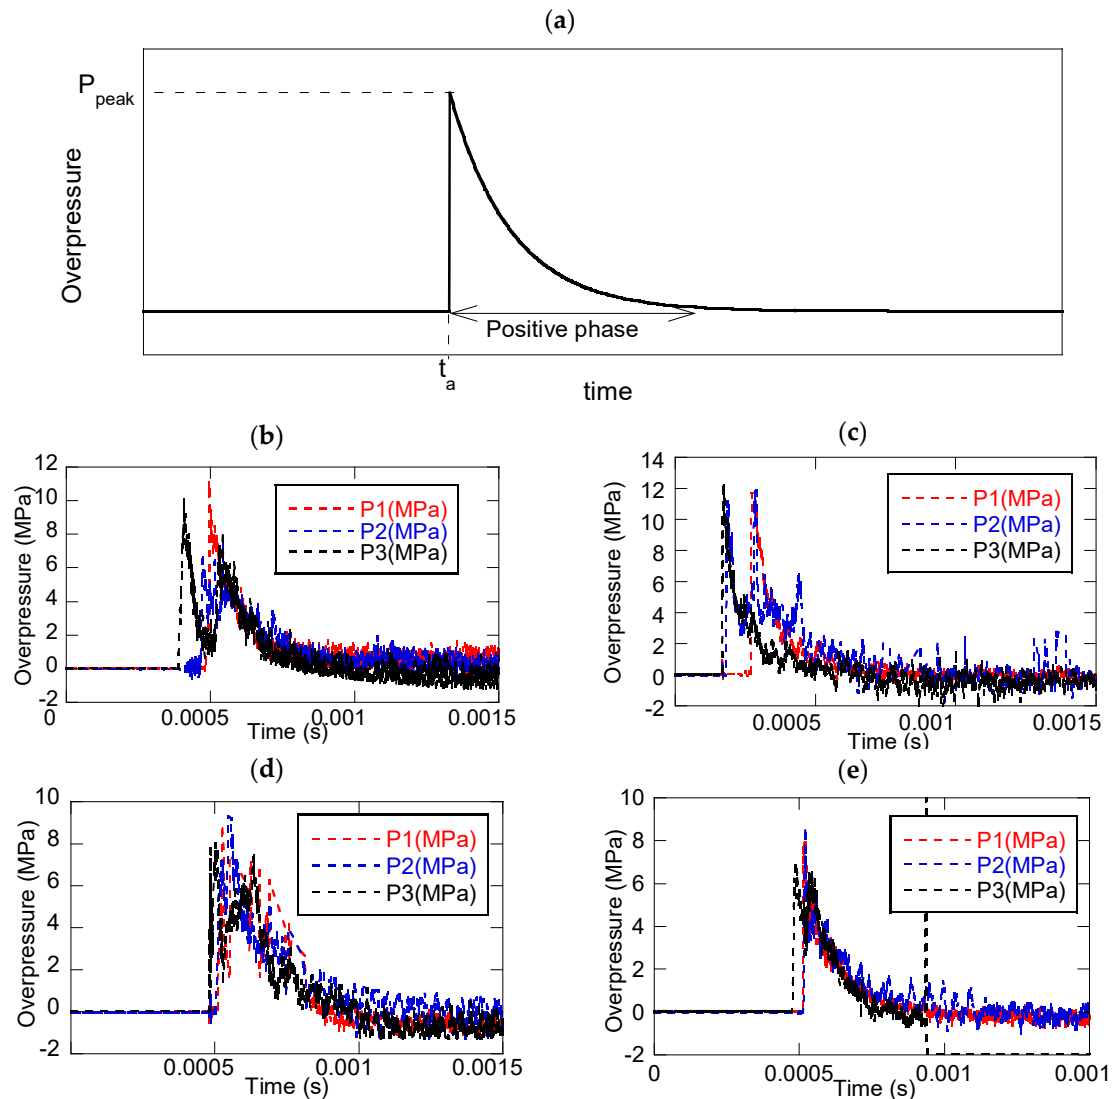 (a)
P peak
Overpressure
Positive phase
t a
time
(b)
12
10
8
6
4
2
0
-2
Overpressure (MPa)
P1(MPa)
P2(MPa)
P3(MPa)
0
0.0005
0.001
0.0015
Time (s)
(c)
14
12
10
8
6
4
2
0
-2
Overpressure (MPa)
P1(MPa)
P2(MPa)
P3(MPa)
0.0005
0.001
0.0015
Time (s)
(d)
10
8
6
4
2
0
-2
Overpressure (MPa)
P1(MPa)
P2(MPa)
P3(MPa)
0
0.0005
0.001
0.0015
Time (s)
(e)
10
8
6
4
2
0
-2
Overpressure (MPa)
P1(MPa)
P2(MPa)
P3(MPa)
0
0.0005
0.001
0.001
Time (s)